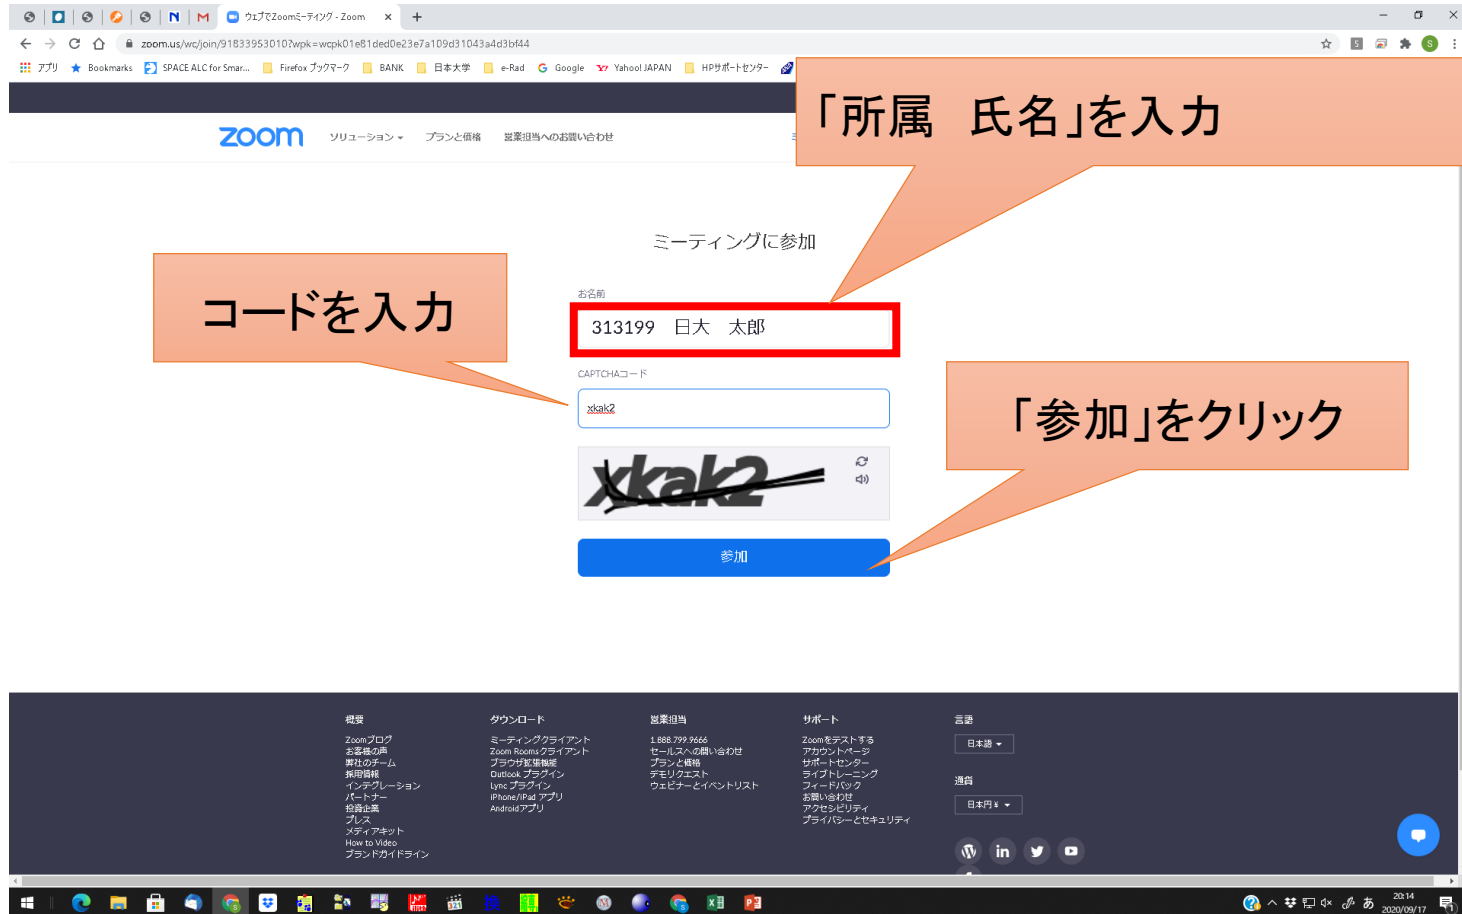 ウェブでZoomミーティング - Zoom
zoom.us/wc/join/91833953010?wpk=wcpk01e81ded0e23e7a109d31043a4d3bf44
アプリ Bookmarks SPACE ALC for Smar... Firefox ブックマーク BANK 日本大学 e-Rad Google Yahoo! JAPAN HPサポートセンター
「所属　氏名」を入力
zoom ソリューション プランと価格 営業担当へのお問い合わせ
ミーティングに参加
コードを入力
お名前
313199　日大　太郎
CAPTCHAコード
xkak2
「参加」をクリック
xkak2
参加
概要
Zoomブログ
お客様の声
弊社のチーム
採用情報
インテグレーション
パートナー
投資企業
プレス
メディアキット
How to Video
ブランドガイドライン
ダウンロード
ミーティングクライアント
Zoom Roomsクライアント
ブラウザ拡張機能
Outlook プラグイン
Lync プラグイン
iPhone/iPad アプリ
Androidアプリ
営業担当
1.888.799.9666
セールスへの問い合わせ
プランと価格
デモリクエスト
ウェビナーとイベントリスト
サポート
Zoomをテストする
アカウントページ
サポートセンター
ライブトレーニング
フィードバック
お問い合わせ
アクセシビリティ
プライバシーとセキュリティ
言語
日本語
通貨
日本円 ¥
あ
20:14
2020/09/17